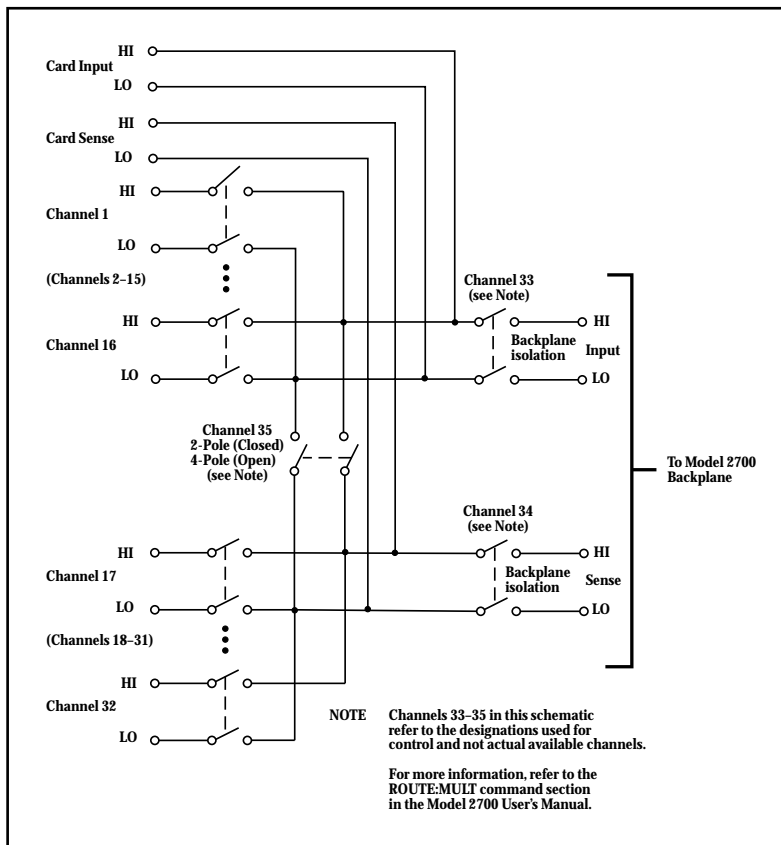 HI
Card Input
LO
HI
Card Sense
LO
HI
Channel 1
LO
(Channels 2–15)
HI
Channel 16
LO
Channel 33
(see Note)
HI
Backplane
isolation
Input
LO
Channel 35
2-Pole (Closed)
4-Pole (Open)
(see Note)
To Model 2700
Backplane
Channel 34
(see Note)
HI
Channel 17
LO
HI
Backplane
isolation
Sense
LO
(Channels 18–31)
HI
Channel 32
LO
NOTE Channels 33–35 in this schematic
refer to the designations used for
control and not actual available channels.
For more information, refer to the
ROUTE:MULT command section
in the Model 2700 User's Manual.